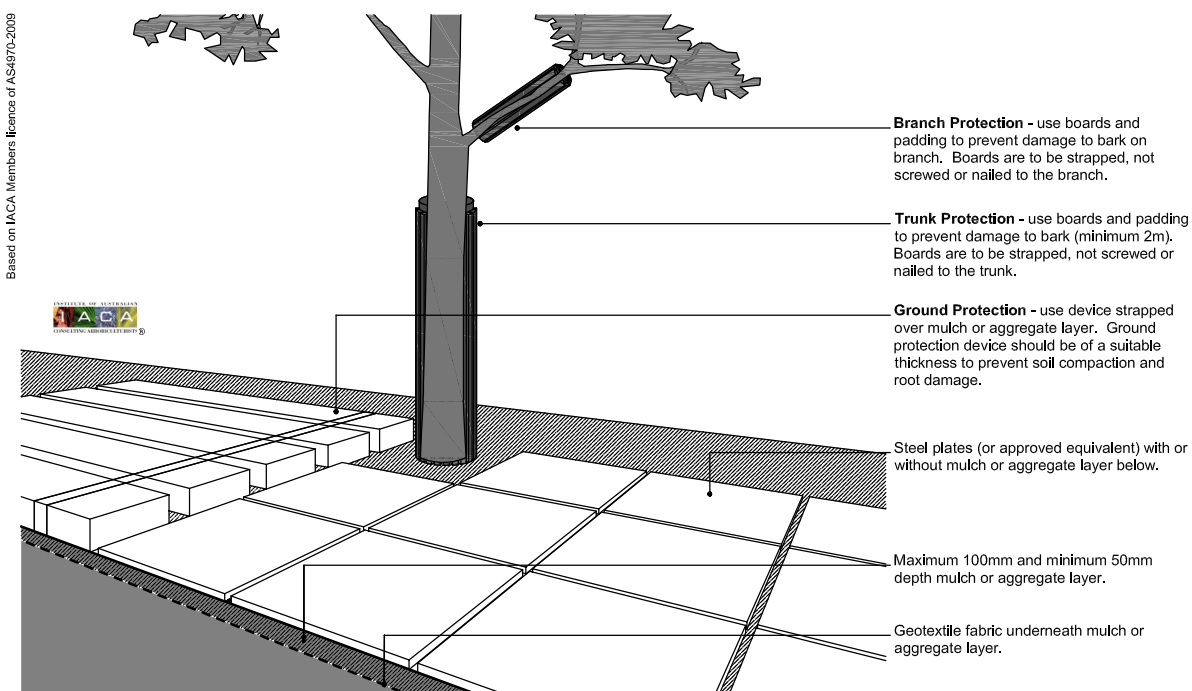 Based on IACA Members licence of AS4970-2009
Branch Protection - use boards and
padding to prevent damage to bark on
branch. Boards are to be strapped, not
screwed or nailed to the branch.
Trunk Protection - use boards and padding
to prevent damage to bark (minimum 2m).
Boards are to be strapped, not screwed or
nailed to the trunk.
INSTITUTE OF AUSTRALIAN
IACA
CONSULTING ARBORICULTURISTS ®
Ground Protection - use device strapped
over mulch or aggregate layer. Ground
protection device should be of a suitable
thickness to prevent soil compaction and
root damage.
Steel plates (or approved equivalent) with or
without mulch or aggregate layer below.
Maximum 100mm and minimum 50mm
depth mulch or aggregate layer.
Geotextile fabric underneath mulch or
aggregate layer.